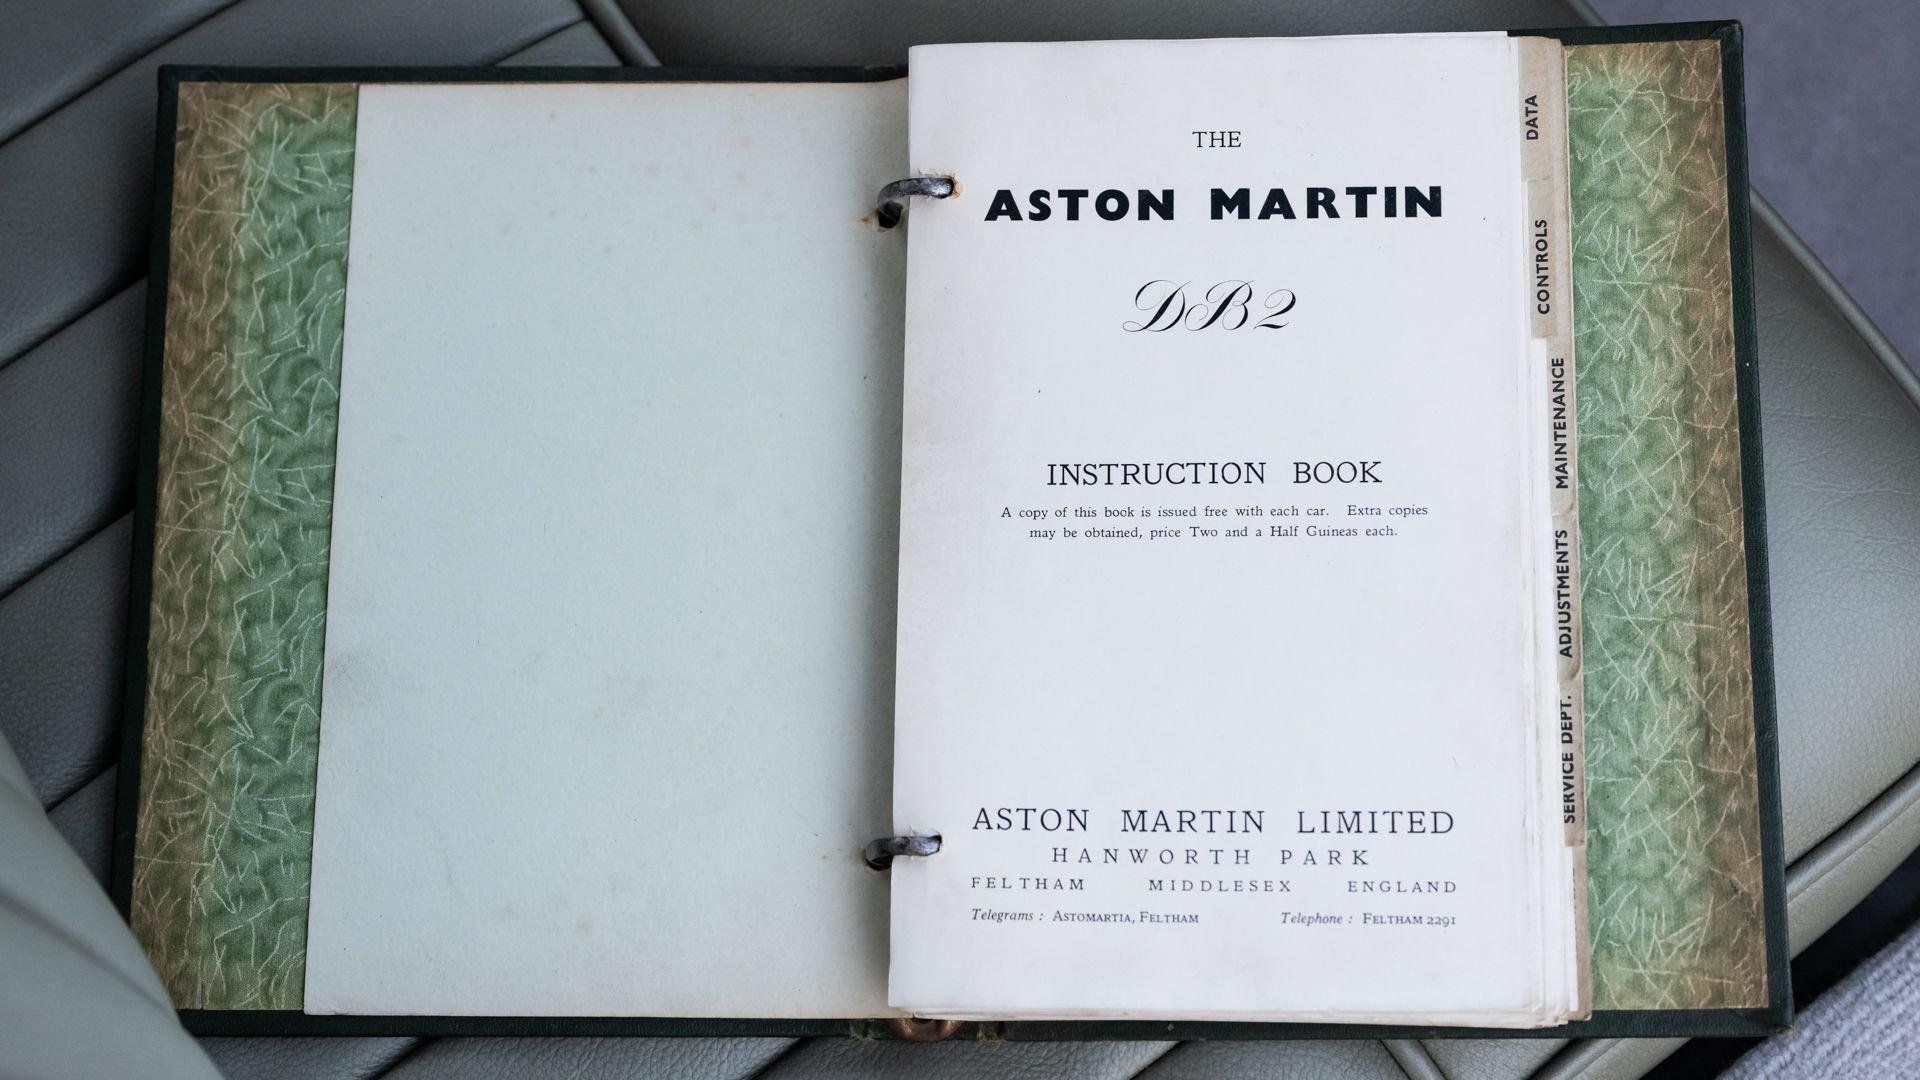 THE
ASTON MARTIN
DB2
INSTRUCTION BOOK
A copy of this book is issued free with each car. Extra copies
may be obtained, price Two and a Half Guineas each.
ASTON MARTIN LIMITED
HANWORTH PARK
FELTHAM MIDDLESEX ENGLAND
Telegrams : ASTOMARTIA, FELTHAM Telephone : FELTHAM 2291
DATA
CONTROLS
MAINTENANCE
ADJUSTMENTS
SERVICE DEPT.